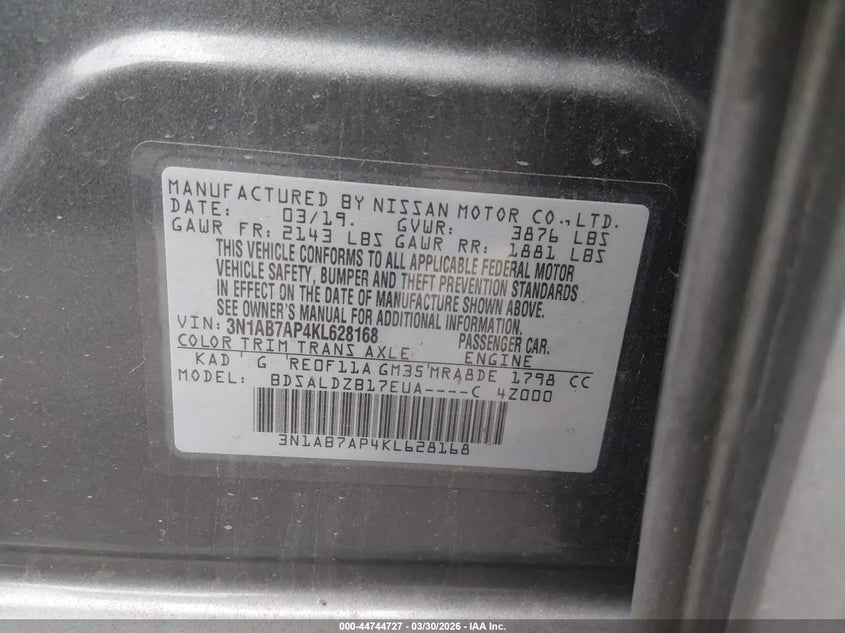 MANUFACTURED BY NISSAN MOTOR CO., LTD.
DATE: 03/19. GVWR: 3876 LBS
GAWR FR: 2143 LBS GAWR RR: 1881 LBS
THIS VEHICLE CONFORMS TO ALL APPLICABLE FEDERAL MOTOR
VEHICLE SAFETY, BUMPER AND THEFT PREVENTION STANDARDS
IN EFFECT ON THE DATE OF MANUFACTURE SHOWN ABOVE.
SEE OWNER'S MANUAL FOR ADDITIONAL INFORMATION.
VIN: 3N1AB7AP4KL628168 PASSENGER CAR.
COLOR TRIM TRANS AXLE ENGINE
KAD G RE0F11A GM35 MRA8DE 1798 CC
MODEL: BDSALDZB17EUA----C 4Z000
3N1AB7AP4KL628168
000-44744727 | 03/30/2026 - IAA Inc.